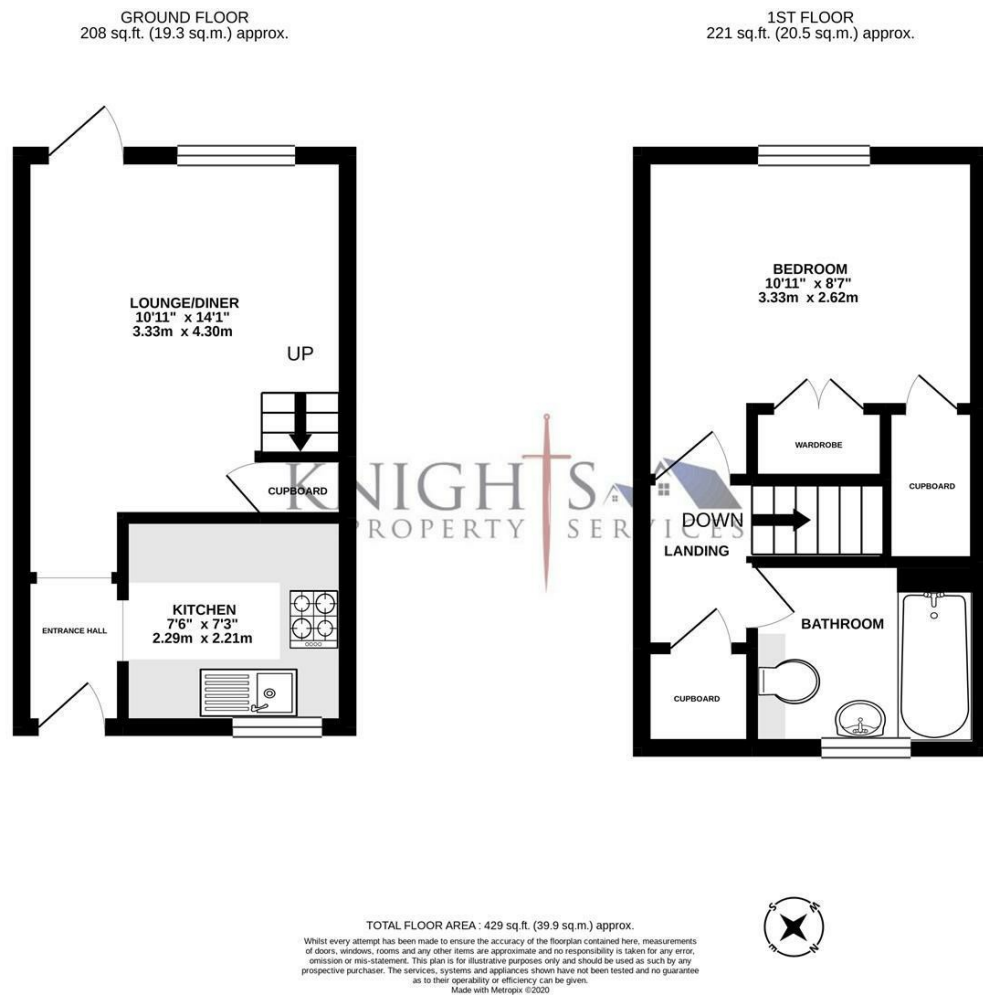 GROUND FLOOR
208 sq.ft. (19.3 sq.m.) approx.
1ST FLOOR
221 sq.ft. (20.5 sq.m.) approx.
LOUNGE/DINER
10'11" x 14'1"
3.33m x 4.30m
UP
CUPBOARD
KITCHEN
7'6" x 7'3"
2.29m x 2.21m
ENTRANCE HALL
BEDROOM
10'11" x 8'7"
3.33m x 2.62m
WARDROBE
CUPBOARD
DOWN
LANDING
BATHROOM
CUPBOARD
KNIGHTS
PROPERTY SERVICES
TOTAL FLOOR AREA : 429 sq.ft. (39.9 sq.m.) approx.
Whilst every attempt has been made to ensure the accuracy of the floorplan contained here, measurements
of doors, windows, rooms and any other items are approximate and no responsibility is taken for any error,
omission or mis-statement. This plan is for illustrative purposes only and should be used as such by any
prospective purchaser. The services, systems and appliances shown have not been tested and no guarantee
as to their operability or efficiency can be given.
Made with Metropix ©2020
S
W
E
N